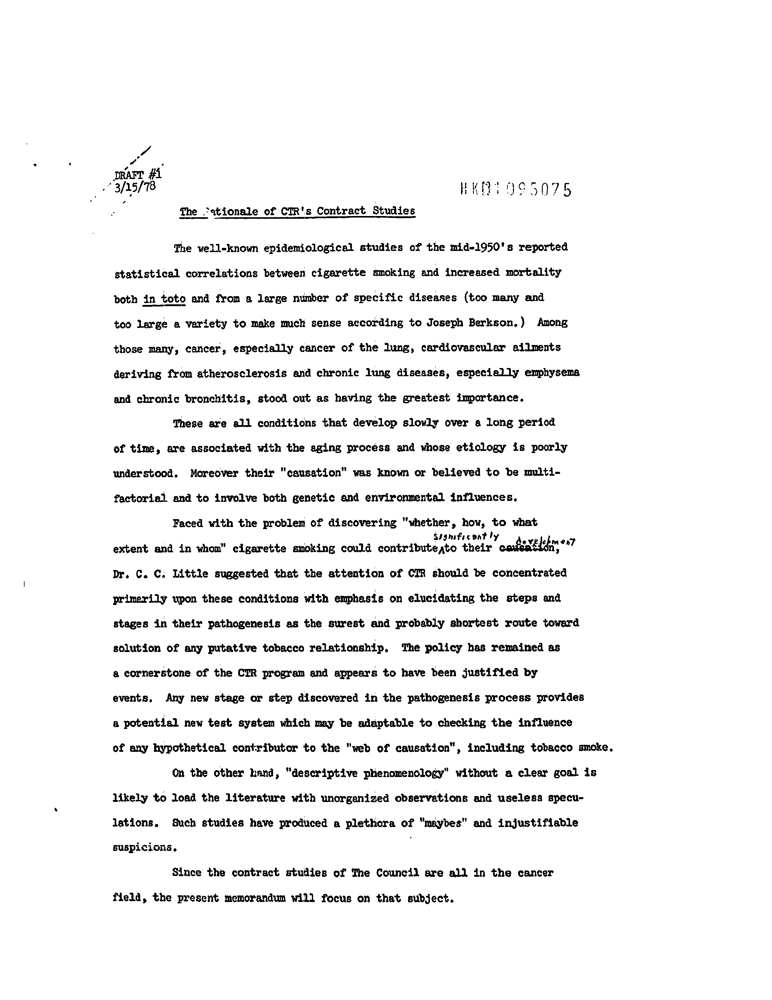 DRAFT #1
3/15/78
HKB1095075
The Rationale of CTR's Contract Studies
The well-known epidemiological studies of the mid-1950's reported
statistical correlations between cigarette smoking and increased mortality
both in toto and from a large number of specific diseases (too many and
too large a variety to make much sense according to Joseph Berkson.) Among
those many, cancer, especially cancer of the lung, cardiovascular ailments
deriving from atherosclerosis and chronic lung diseases, especially emphysema
and chronic bronchitis, stood out as having the greatest importance.
These are all conditions that develop slowly over a long period
of time, are associated with the aging process and whose etiology is poorly
understood. Moreover their "causation" was known or believed to be multi-
factorial and to involve both genetic and environmental influences.
Faced with the problem of discovering "whether, how, to what
significantly development
extent and in whom" cigarette smoking could contribute to their causation,
Dr. C. C. Little suggested that the attention of CTR should be concentrated
primarily upon these conditions with emphasis on elucidating the steps and
stages in their pathogenesis as the surest and probably shortest route toward
solution of any putative tobacco relationship. The policy has remained as
a cornerstone of the CTR program and appears to have been justified by
events. Any new stage or step discovered in the pathogenesis process provides
a potential new test system which may be adaptable to checking the influence
of any hypothetical contributor to the "web of causation", including tobacco smoke.
On the other hand, "descriptive phenomenology" without a clear goal is
likely to load the literature with unorganized observations and useless specu-
lations. Such studies have produced a plethora of "maybes" and injustifiable
suspicions.
Since the contract studies of The Council are all in the cancer
field, the present memorandum will focus on that subject.